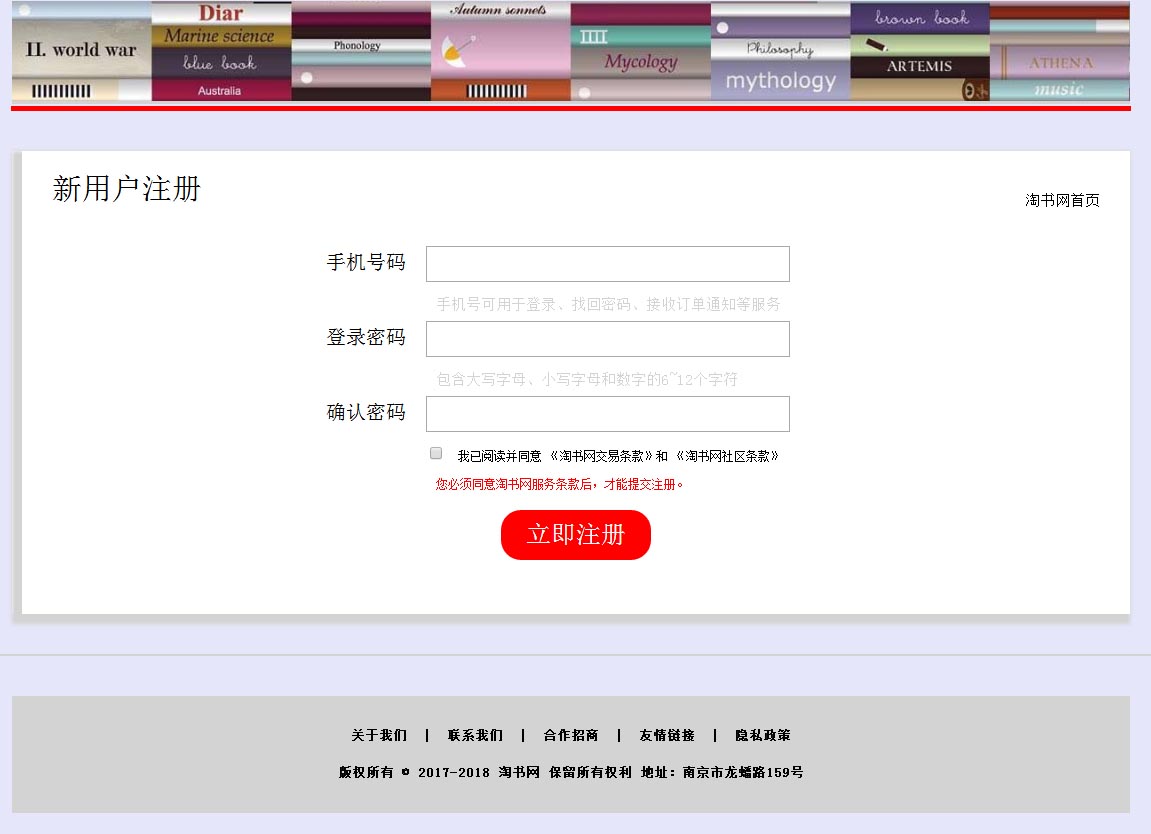 Diar
Autumn sonnets
brown book
II. world war
Marine science
Phonology
Philosophy
blue book
Mycology
ARTEMIS
ATHENA
mythology
Australia
music
新用户注册
淘书网首页
手机号码
手机号可用于登录、找回密码、接收订单通知等服务
登录密码
包含大写字母、小写字母和数字的6~12个字符
确认密码
我已阅读并同意 《淘书网交易条款》和 《淘书网社区条款》
您必须同意淘书网服务条款后，才能提交注册。
立即注册
关于我们 | 联系我们 | 合作招商 | 友情链接 | 隐私政策
版权所有 © 2017-2018 淘书网 保留所有权利 地址：南京市龙蟠路159号